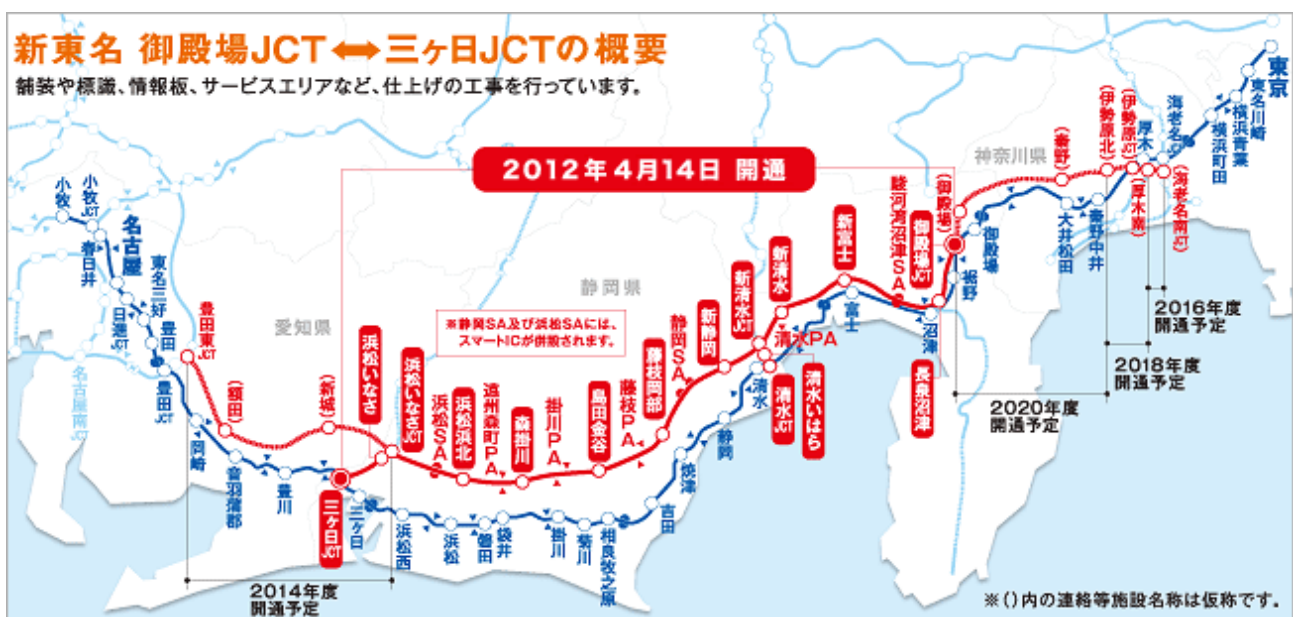 新東名 御殿場JCT⟷三ヶ日JCTの概要
舗装や標識、情報板、サービスエリアなど、仕上げの工事を行っています。
2012年4月14日 開通
東京
東名川崎
横浜青葉
横浜町田
海老名JCT
厚木
(伊勢原JCT)
(伊勢原北)
(秦野)
神奈川県
(厚木南)
(海老名南JCT)
秦野中井
大井松田
御殿場
(御殿場)
裾野
御殿場JCT
駿河湾沼津SA
新富士
新清水
新清水JCT
新静岡
静岡SA
藤枝岡部
藤枝PA
島田金谷
掛川PA
森掛川
遠州森町PA
浜松浜北
浜松SA
浜松いなさJCT
浜松いなさ
(新城)
(額田)
豊田東JCT
静岡県
愛知県
※静岡SA及び浜松SAには、
スマートICが併設されます。
清水PA
清水いはら
清水JCT
長泉沼津
沼津
富士
清水
静岡
焼津
吉田
相良牧之原
菊川
掛川
袋井
磐田
浜松
浜松西
三ヶ日
三ヶ日JCT
豊川
音羽蒲郡
岡崎
豊田JCT
豊田
東名三好
日進JCT
名古屋
春日井
小牧JCT
小牧
名古屋南JCT
2016年度
開通予定
2018年度
開通予定
2020年度
開通予定
2014年度
開通予定
※()内の連絡等施設名称は仮称です。